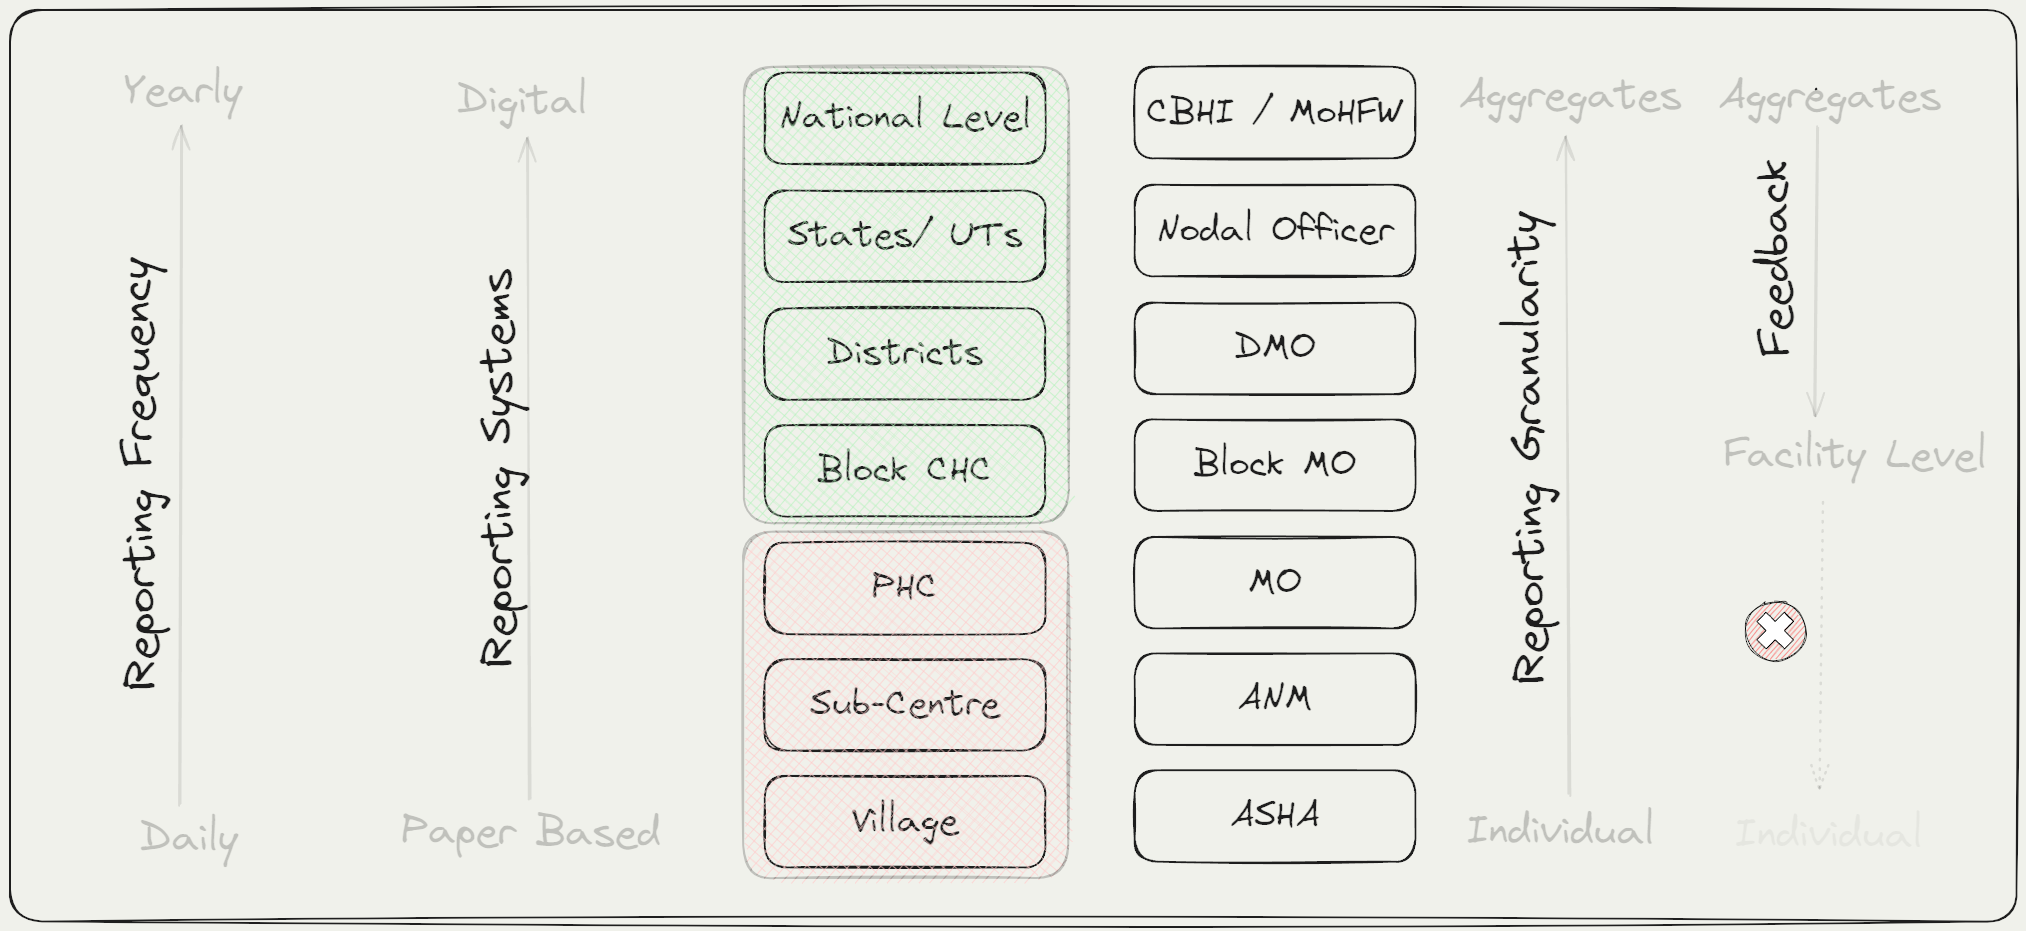 Yearly
Reporting Frequency
Daily
Digital
Reporting Systems
Paper Based
National Level
States/ UTs
Districts
Block CHC
PHC
Sub-Centre
Village
CBHI / MoHFW
Nodal Officer
DMO
Block MO
MO
ANM
ASHA
Aggregates
Reporting Granularity
Individual
Aggregates
Feedback
Facility Level
Individual